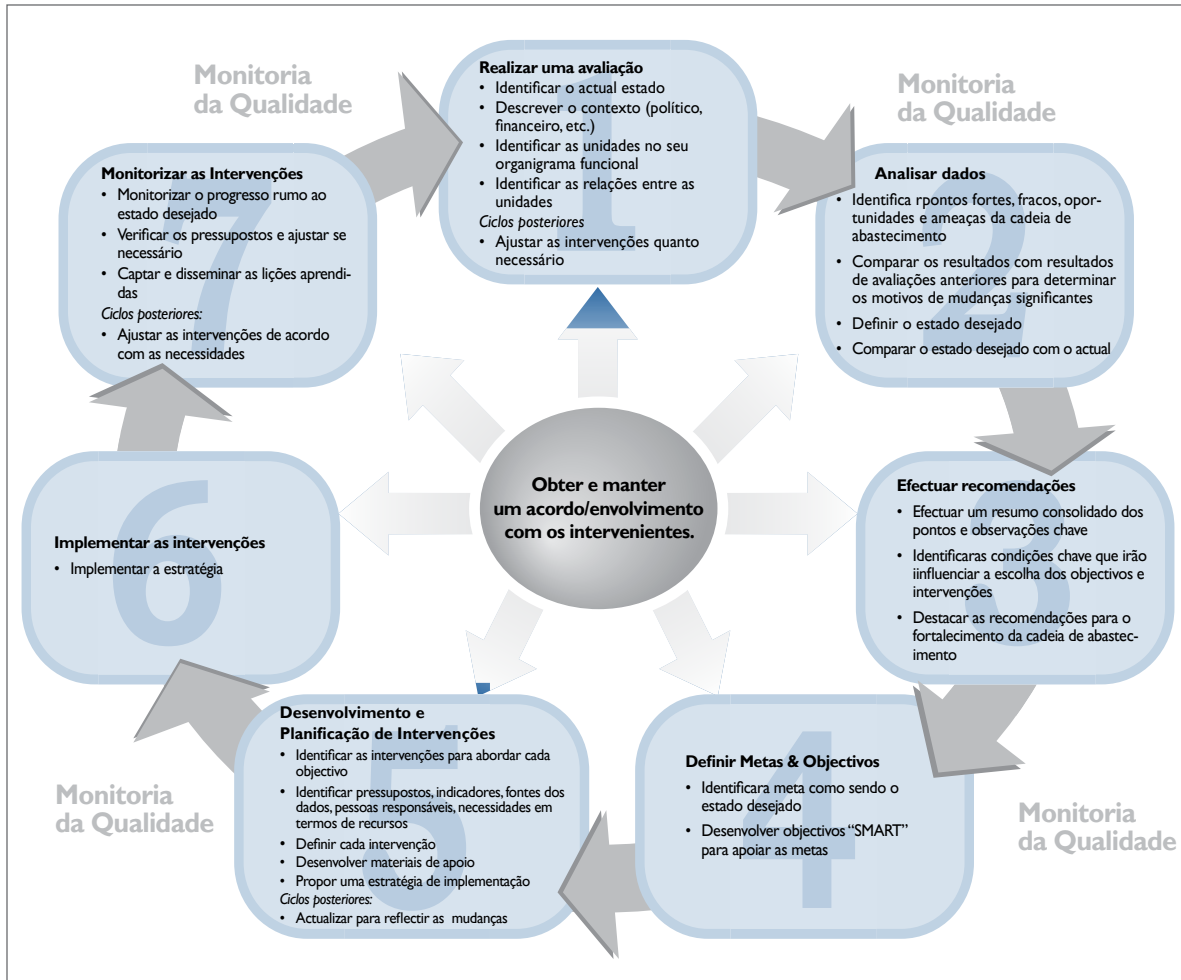 Monitoria
da Qualidade
1
Realizar uma avaliação
• Identificar o actual estado
• Descrever o contexto (político,
financeiro, etc.)
• Identificar as unidades no seu
organigrama funcional
• Identificar as relações entre as
unidades
Ciclos posteriores
• Ajustar as intervenções quanto
necessário
Monitoria
da Qualidade
2
Analisar dados
• Identifica rpontos fortes, fracos, opor-
tunidades e ameaças da cadeia de
abastecimento
• Comparar os resultados com resultados
de avaliações anteriores para determinar
os motivos de mudanças significantes
• Definir o estado desejado
• Comparar o estado desejado com o actual
3
Efectuar recomendações
• Efectuar um resumo consolidado dos
pontos e observações chave
• Identificaras condições chave que irão
iinfluenciar a escolha dos objectivos e
intervenções
• Destacar as recomendações para o
fortalecimento da cadeia de abastec-
imento
Monitoria
da Qualidade
4
Definir Metas & Objectivos
• Identificara meta como sendo o
estado desejado
• Desenvolver objectivos “SMART”
para apoiar as metas
5
Desenvolvimento e
Planificação de Intervenções
• Identificar as intervenções para abordar cada
objectivo
• Identificar pressupostos, indicadores, fontes dos
dados, pessoas responsáveis, necessidades em
termos de recursos
• Definir cada intervenção
• Desenvolver materiais de apoio
• Propor uma estratégia de implementação
Ciclos posteriores:
• Actualizar para reflectir as mudanças
Monitoria
da Qualidade
6
Implementar as intervenções
• Implementar a estratégia
7
Monitorizar as Intervenções
• Monitorizar o progresso rumo ao
estado desejado
• Verificar os pressupostos e ajustar se
necessário
• Captar e disseminar as lições aprendi-
das
Ciclos posteriores:
• Ajustar as intervenções de acordo
com as necessidades
Obter e manter
um acordo/envolvimento
com os intervenientes.